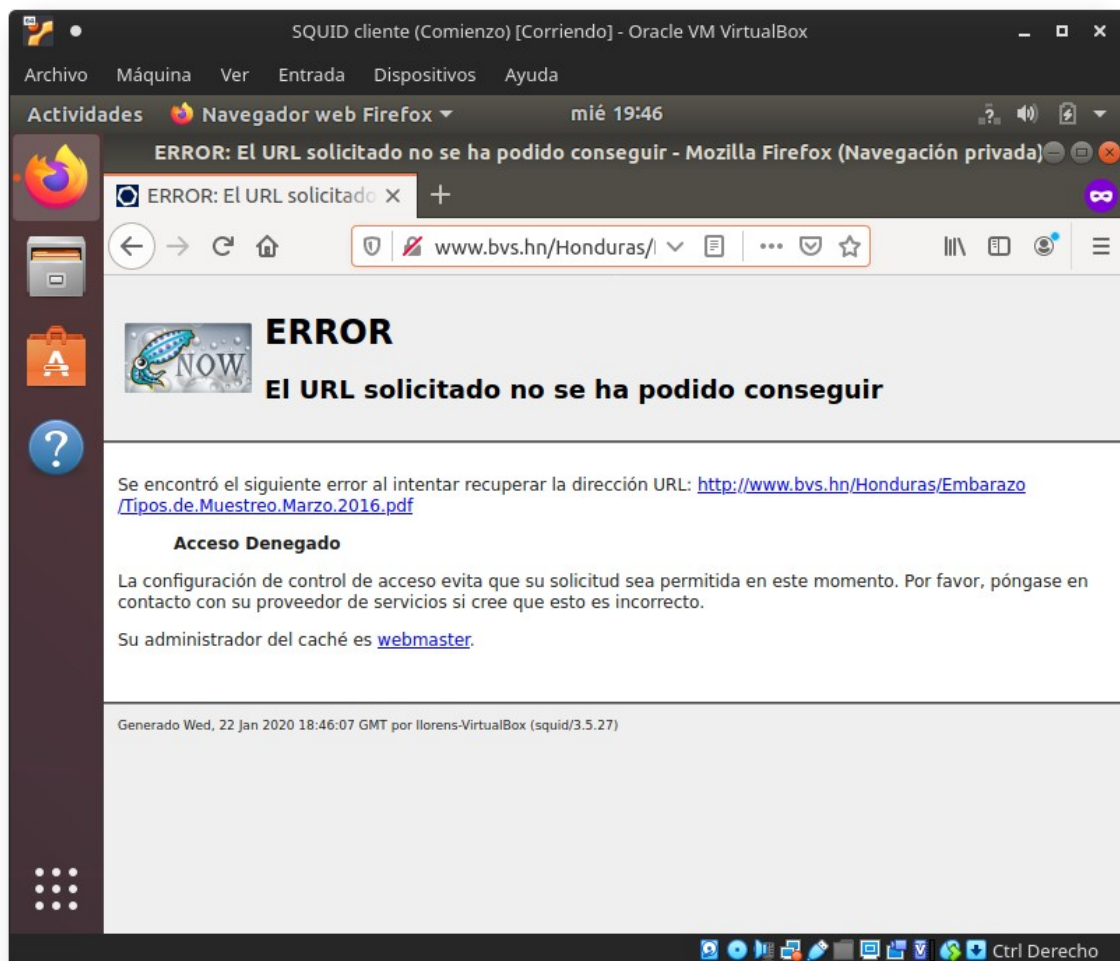 SQUID cliente (Comienzo) [Corriendo] - Oracle VM VirtualBox
Archivo Máquina Ver Entrada Dispositivos Ayuda
Actividades Navegador web Firefox mié 19:46
ERROR: El URL solicitado no se ha podido conseguir - Mozilla Firefox (Navegación privada)
ERROR: El URL solicitado
www.bvs.hn/Honduras/
NOW
ERROR
El URL solicitado no se ha podido conseguir
Se encontró el siguiente error al intentar recuperar la dirección URL: http://www.bvs.hn/Honduras/Embarazo
/Tipos.de.Muestreo.Marzo.2016.pdf
Acceso Denegado
La configuración de control de acceso evita que su solicitud sea permitida en este momento. Por favor, póngase en
contacto con su proveedor de servicios si cree que esto es incorrecto.
Su administrador del caché es webmaster.
Generado Wed, 22 Jan 2020 18:46:07 GMT por llorens-VirtualBox (squid/3.5.27)
Ctrl Derecho